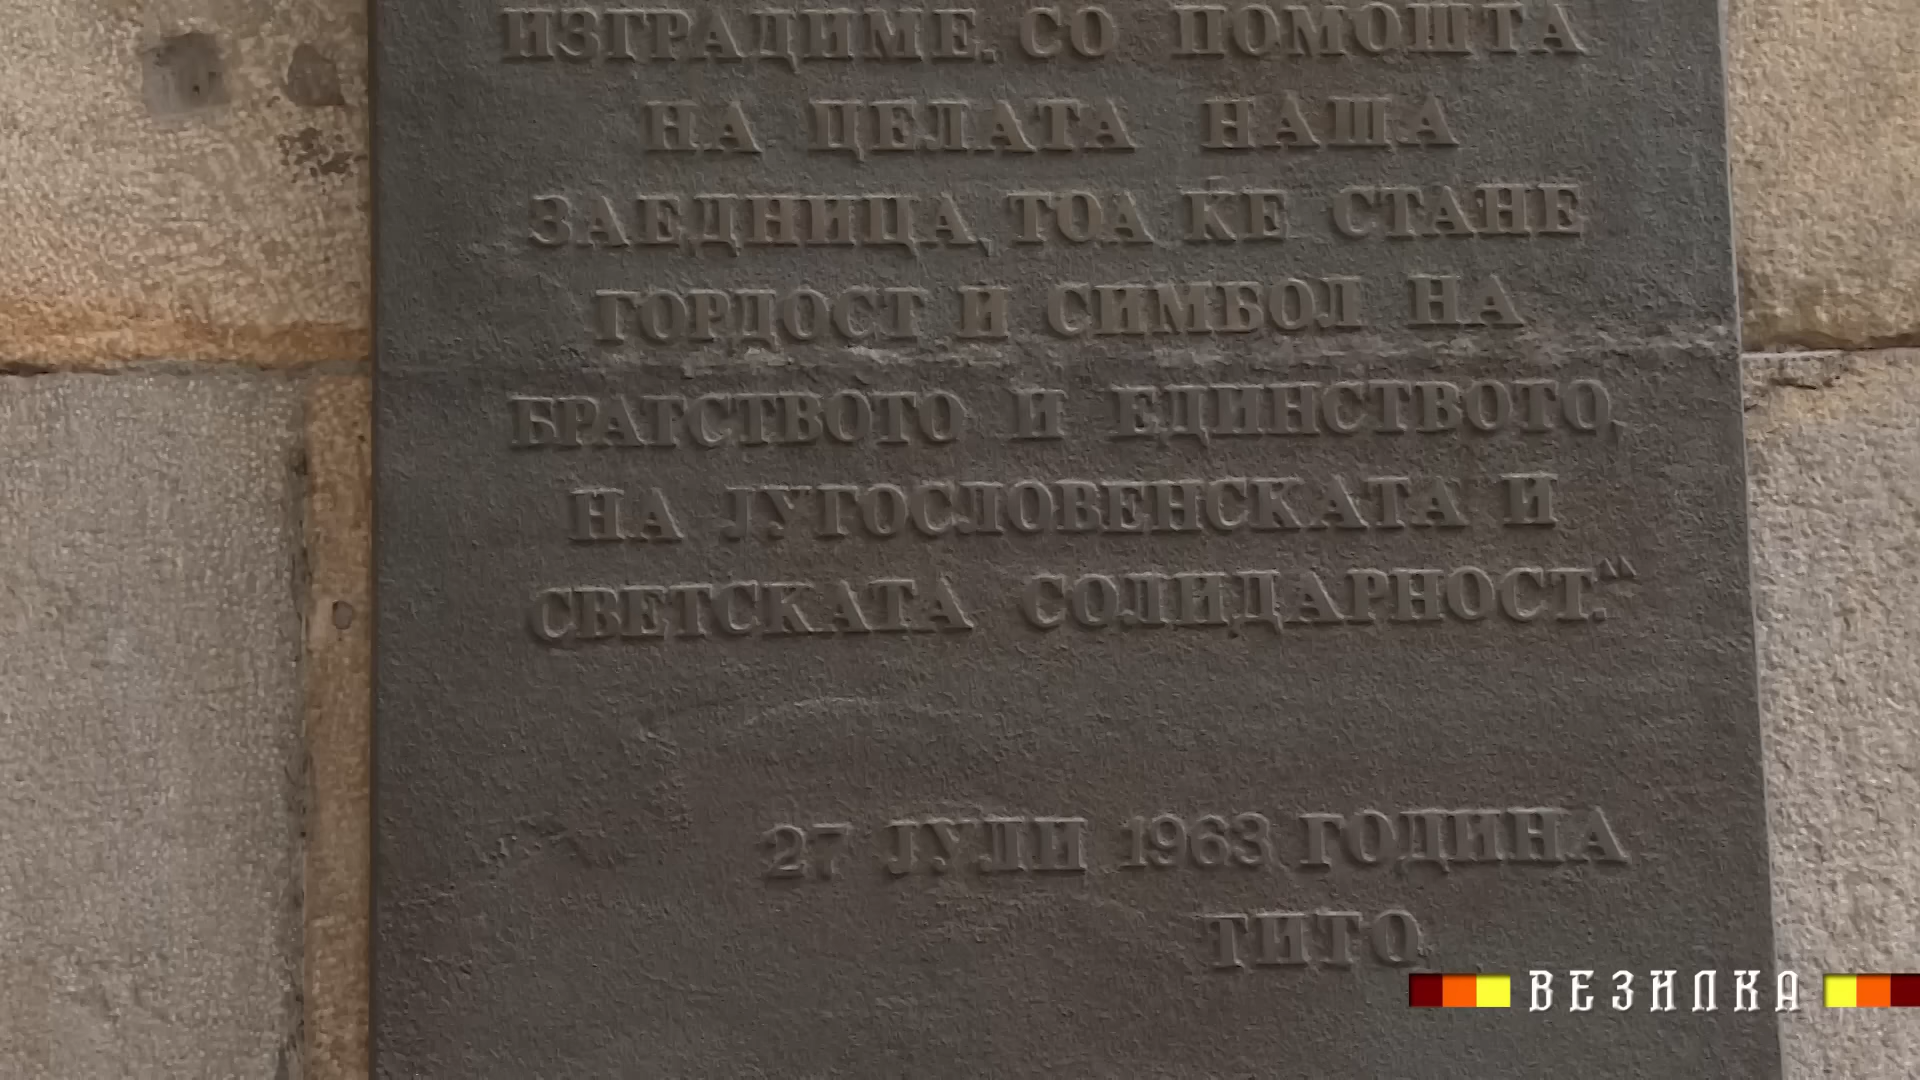 ИЗГРАДИМЕ. СО ПОМОШТА
НА ЦЕЛАТА НАША
ЗАЕДНИЦА, ТОА ЌЕ СТАНЕ
ГОРДОСТ И СИМБОЛ НА
БРАТСТВОТО И ЕДИНСТВОТО,
НА ЈУГОСЛОВЕНСКАТА И
СВЕТСКАТА СОЛИДАРНОСТ.“
27 ЈУЛИ 1963 ГОДИНА
ТИТО
ВЕЗИЛКА